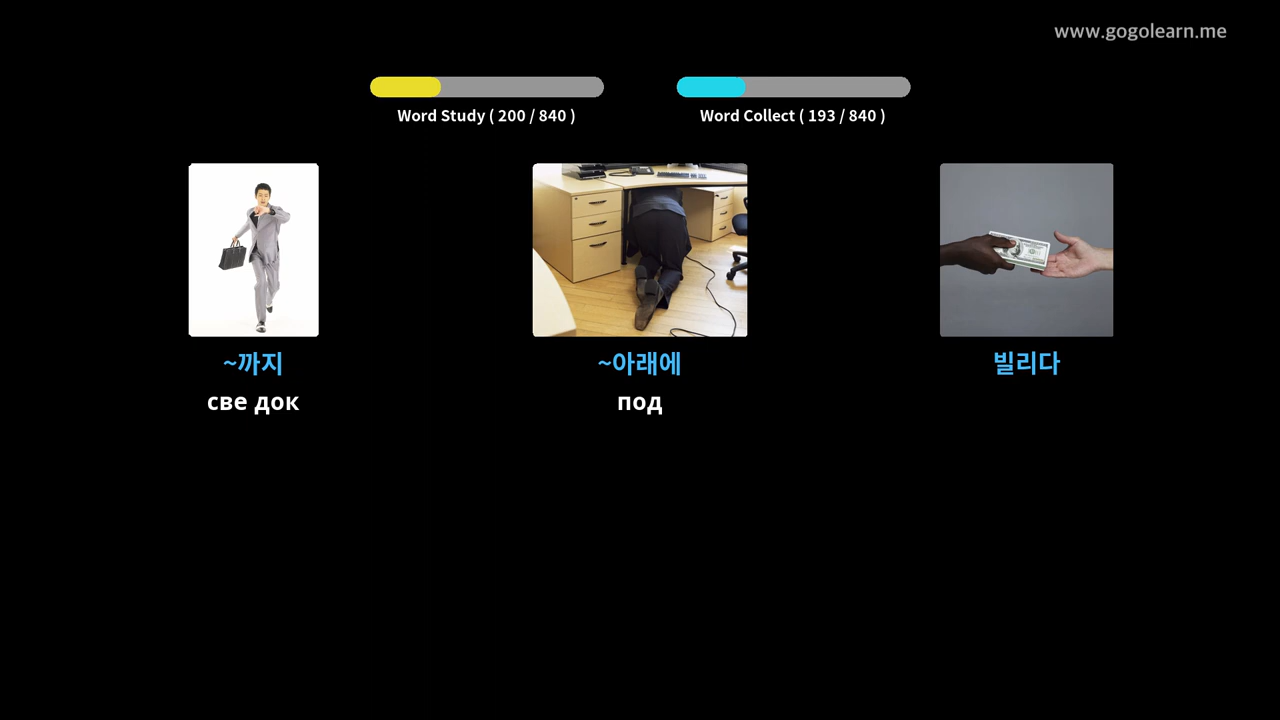 www.gogolearn.me
Word Study ( 200 / 840 )
Word Collect ( 193 / 840 )
~까지
~아래에
빌리다
све док
под